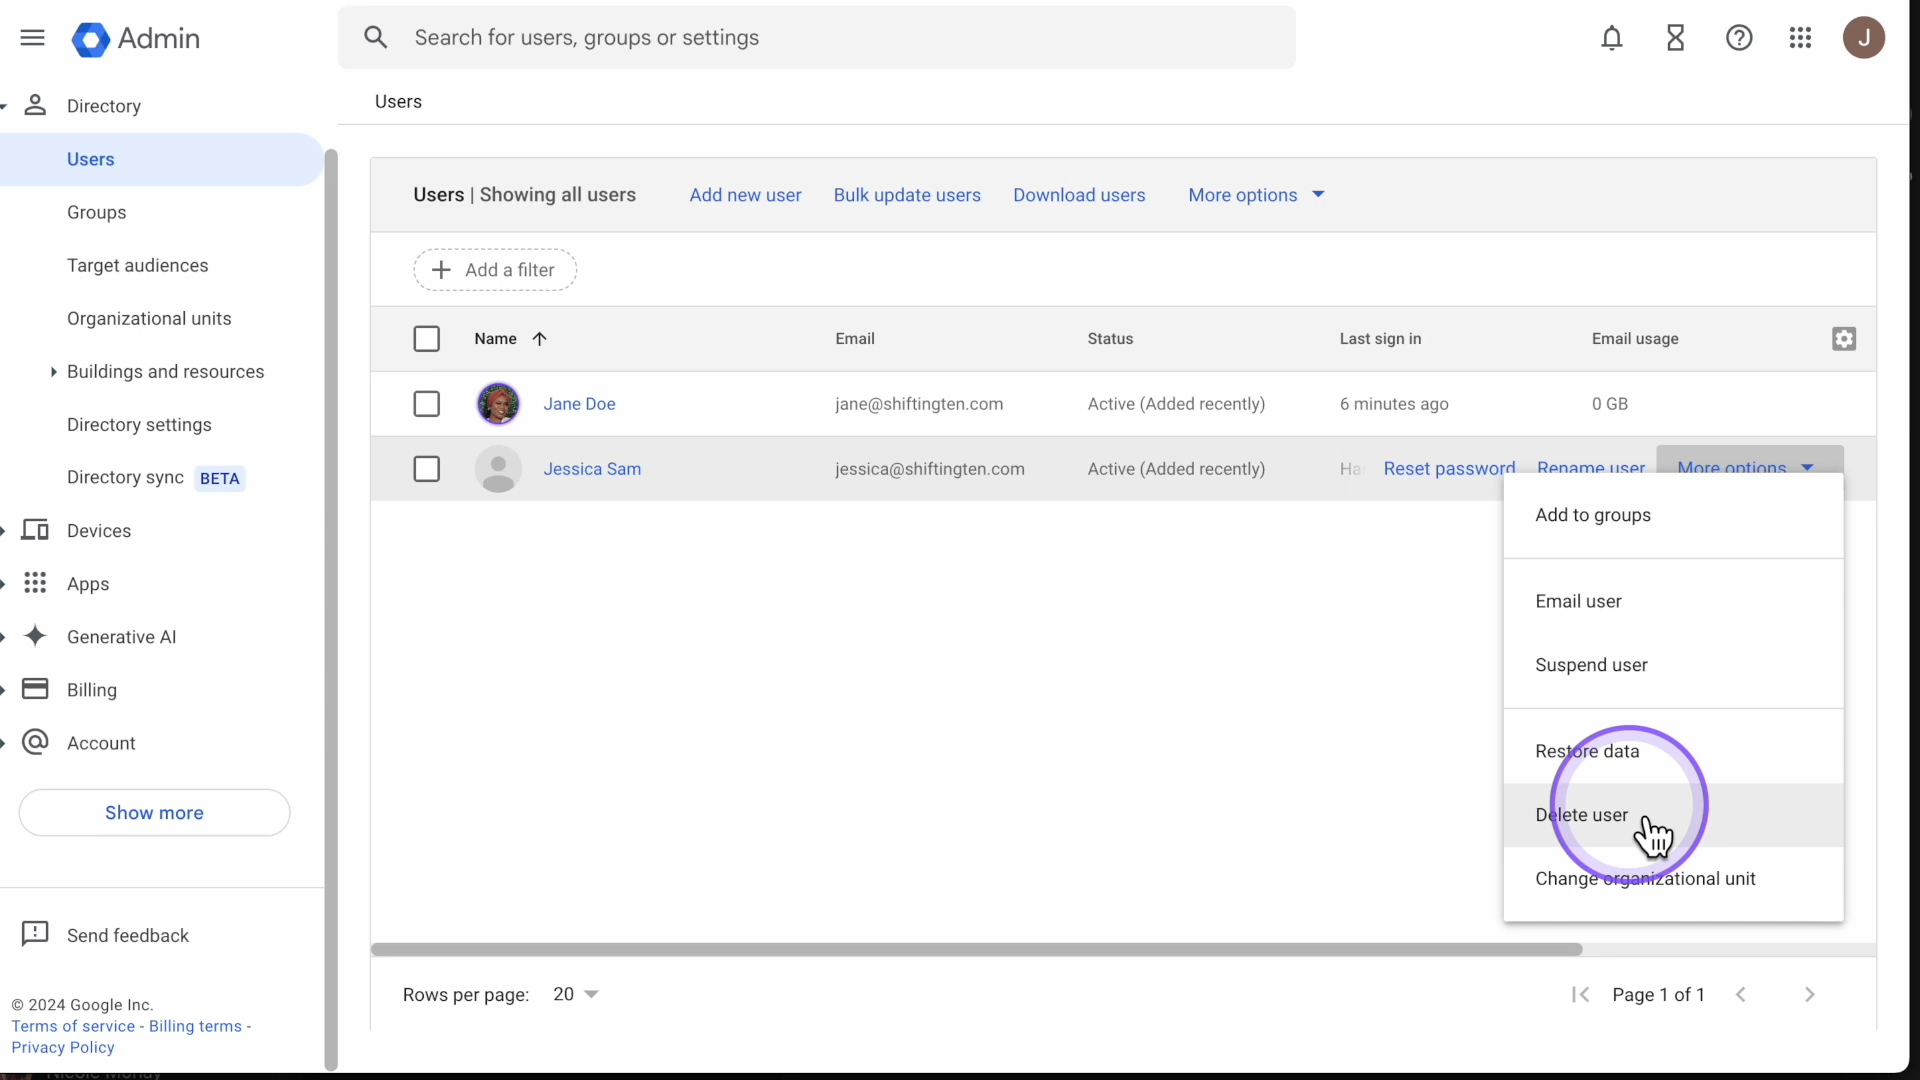 Admin
Search for users, groups or settings
J
Directory
Users
Groups
Target audiences
Organizational units
Buildings and resources
Directory settings
Directory sync BETA
Devices
Apps
Generative AI
Billing
Account
Show more
Send feedback
© 2024 Google Inc.
Terms of service - Billing terms -
Privacy Policy
Users
Users | Showing all users Add new user Bulk update users Download users More options
Add a filter
Name Email Status Last sign in Email usage
Jane Doe jane@shiftingten.com Active (Added recently) 6 minutes ago 0 GB
Jessica Sam jessica@shiftingten.com Active (Added recently) Ha Reset password Rename user More options
Add to groups
Email user
Suspend user
Restore data
Delete user
Change organizational unit
Rows per page: 20 Page 1 of 1